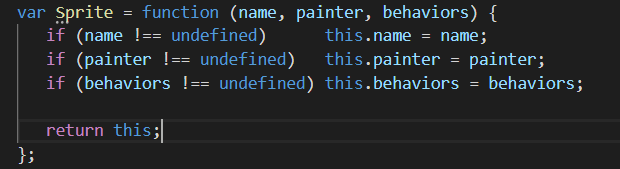 var Sprite = function (name, painter, behaviors) {
   if (name !== undefined)      this.name = name;
   if (painter !== undefined)   this.painter = painter;
   if (behaviors !== undefined) this.behaviors = behaviors;

   return this;
};